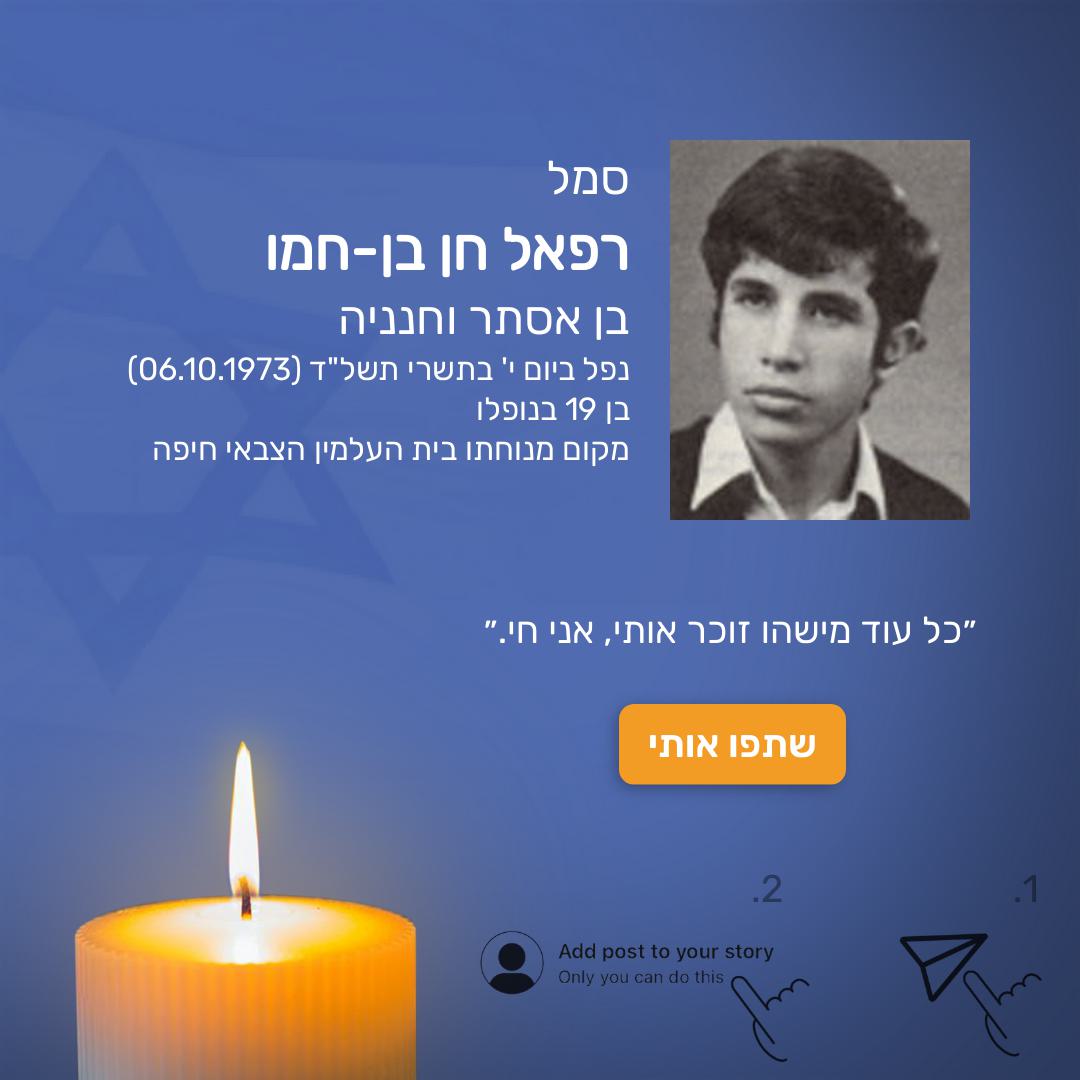 סמל
רפאל חן בן-חמו
בן אסתר וחנניה
נפל ביום י' בתשרי תשל"ד (06.10.1973)
בן 19 בנופלו
מקום מנוחתו בית העלמין הצבאי חיפה
״כל עוד מישהו זוכר אותי, אני חי.״
שתפו אותי
1.
2.
Add post to your story
Only you can do this